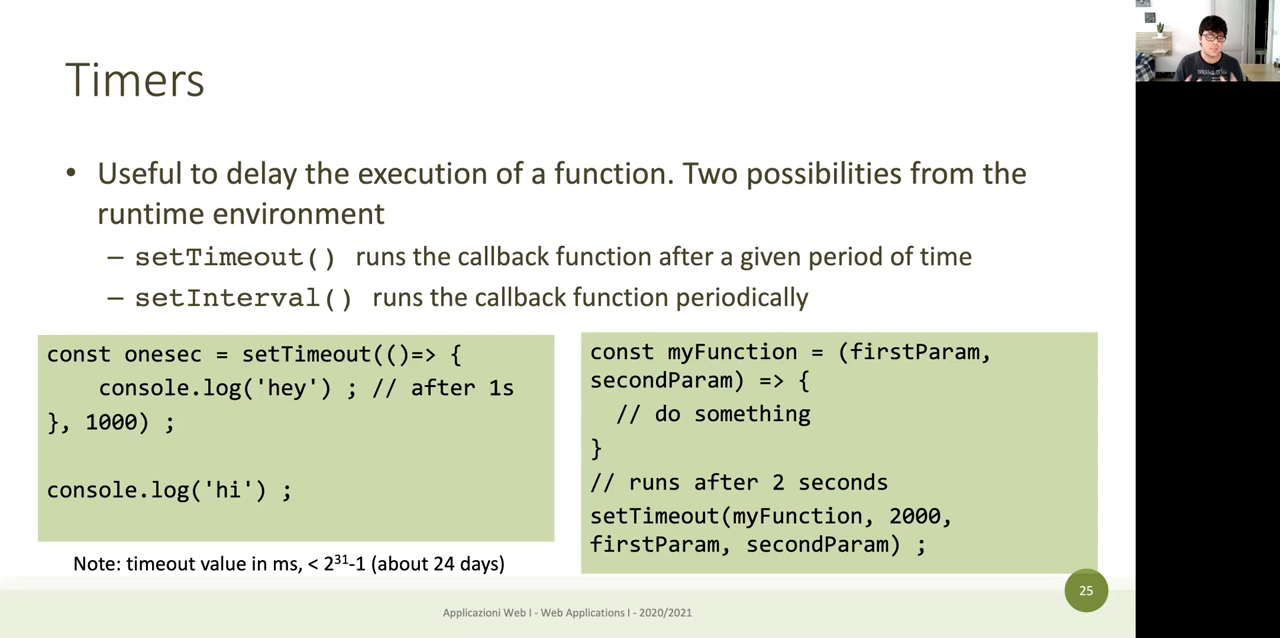 Timers
• Useful to delay the execution of a function. Two possibilities from the
runtime environment
– setTimeout() runs the callback function after a given period of time
– setInterval() runs the callback function periodically
const onesec = setTimeout(()=> {
console.log('hey') ; // after 1s
}, 1000) ;
console.log('hi') ;
Note: timeout value in ms, < 2³¹-1 (about 24 days)
const myFunction = (firstParam,
secondParam) => {
// do something
}
// runs after 2 seconds
setTimeout(myFunction, 2000,
firstParam, secondParam) ;
Applicazioni Web I - Web Applications I - 2020/2021
25